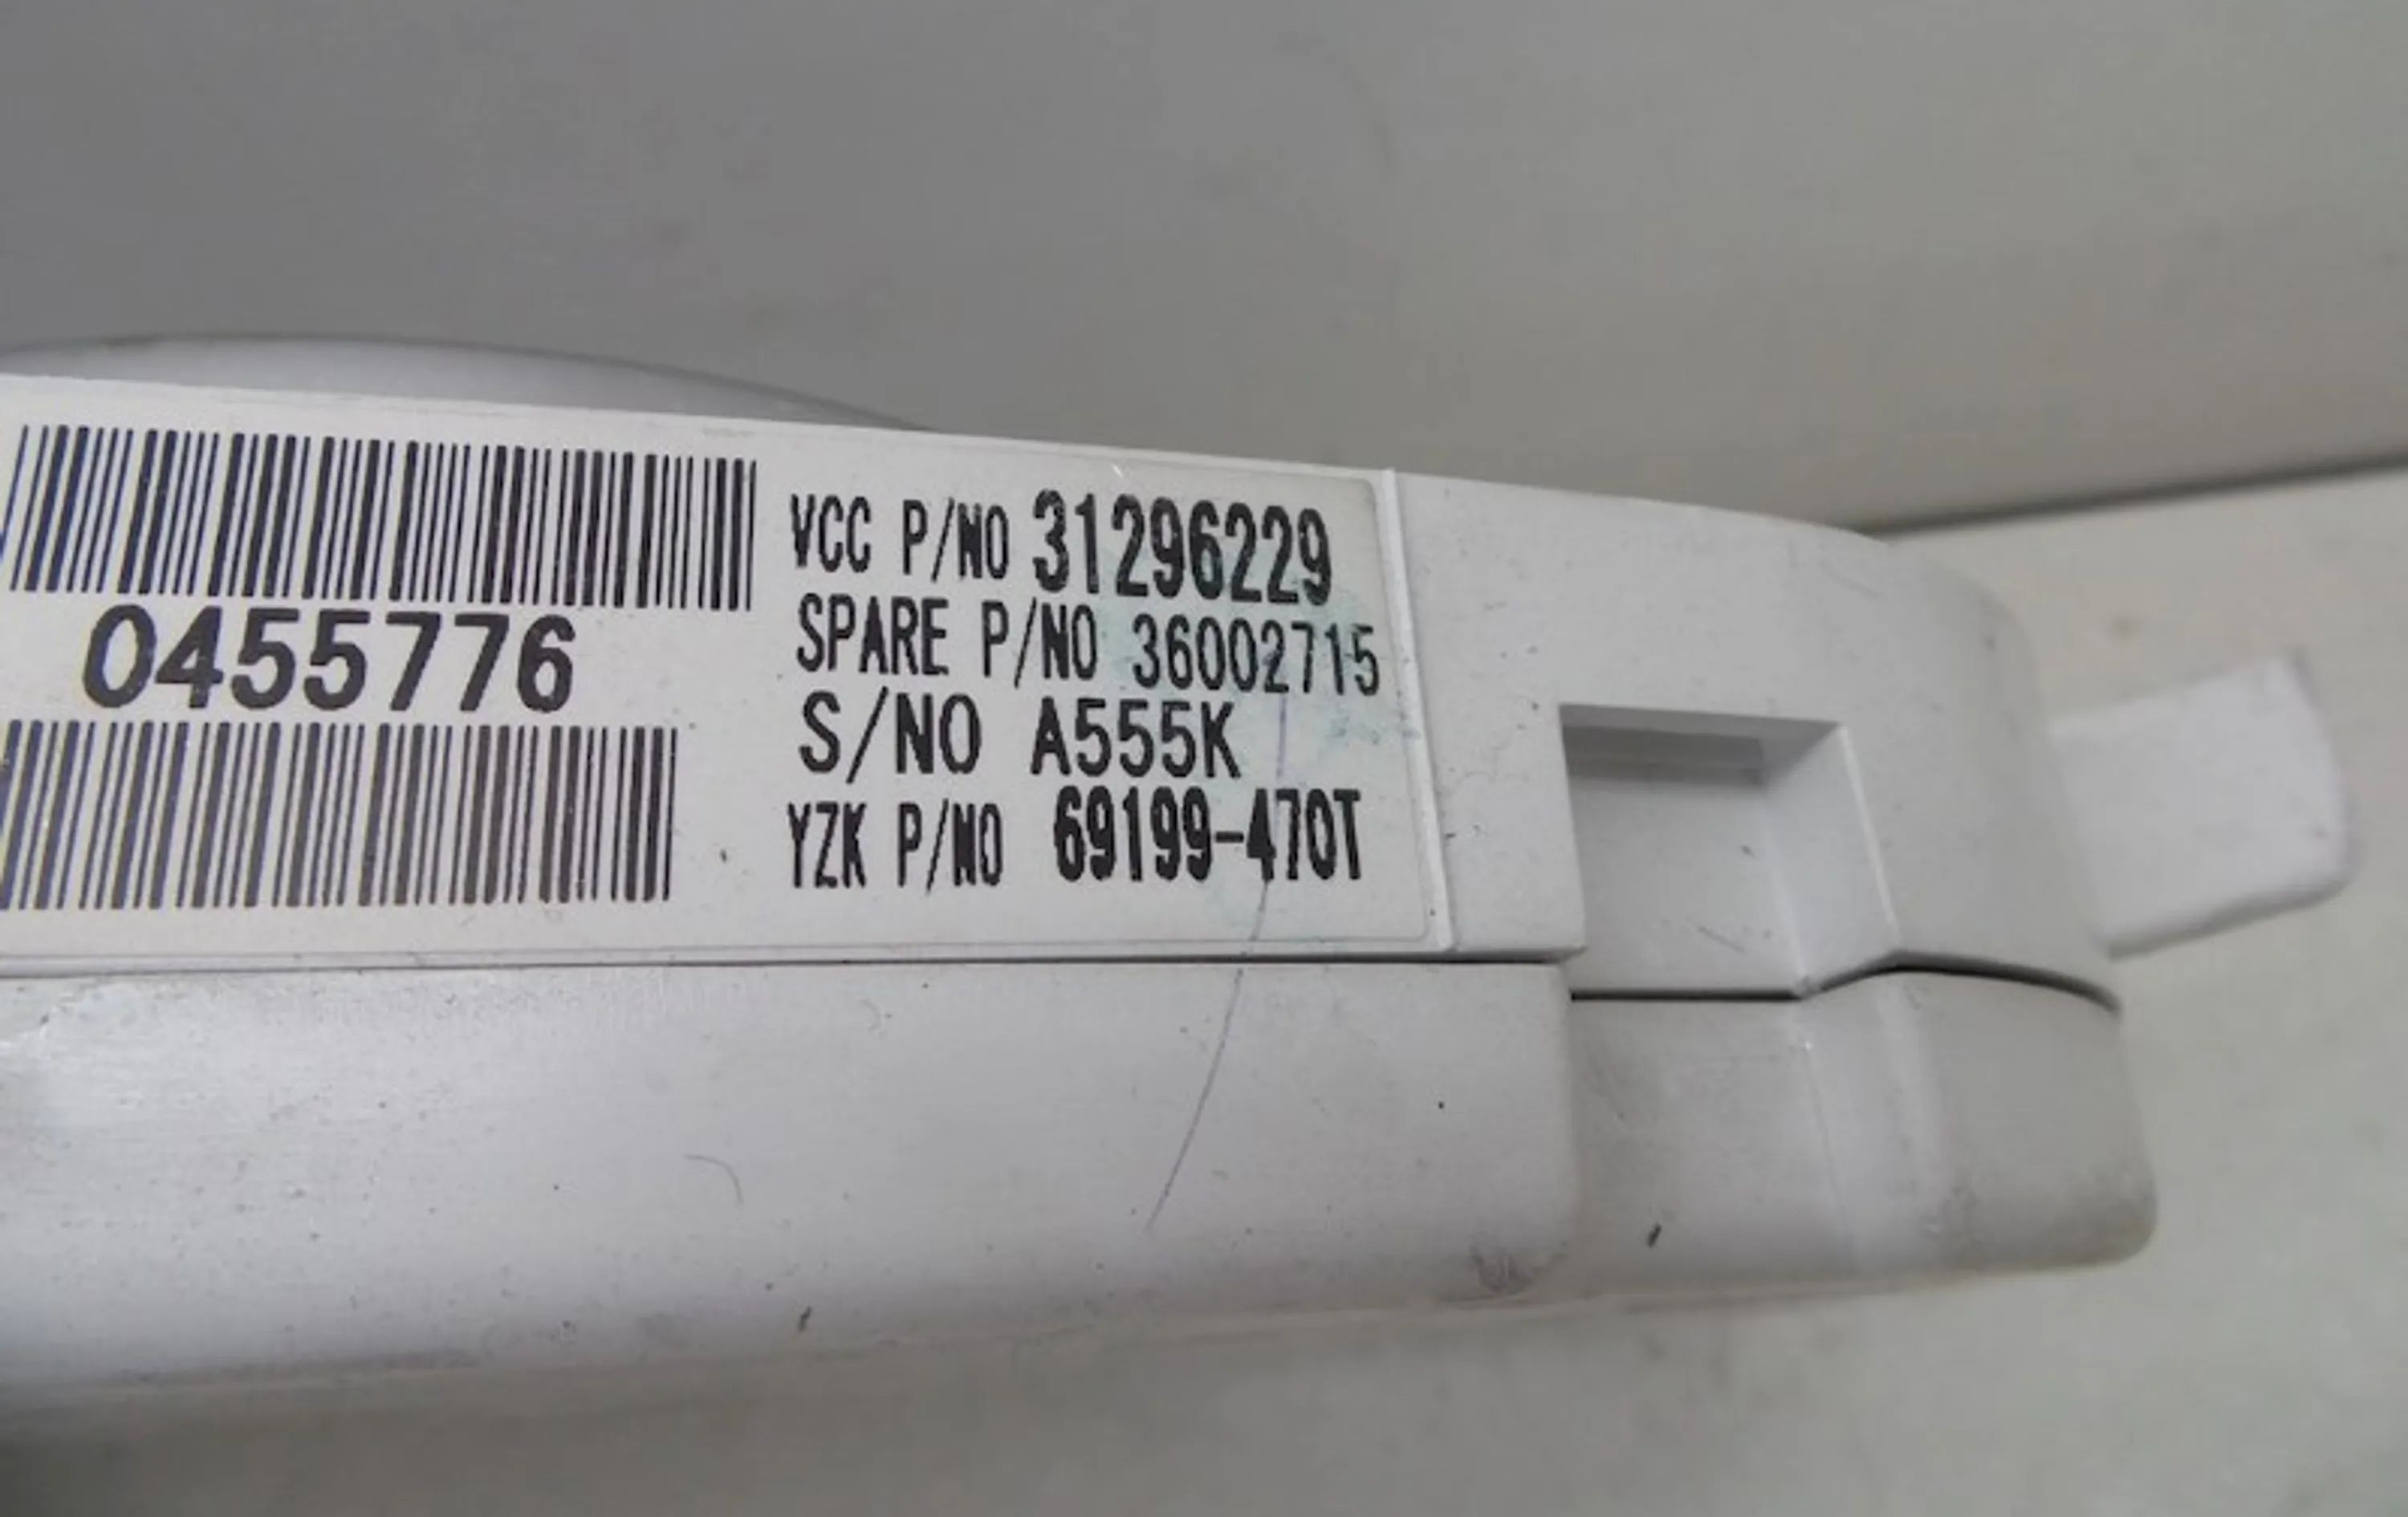 0455776
VCC P/NO 31296229
SPARE P/NO 36002715
S/NO A555K
YZK P/NO 69199-470T